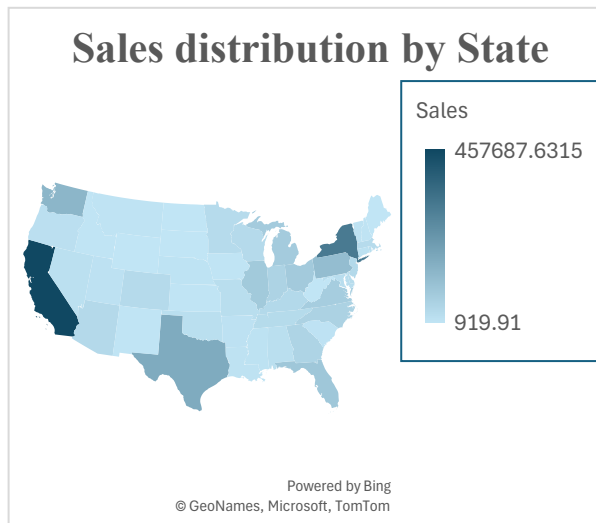 Sales distribution by State
Sales
457687.6315
919.91
Powered by Bing
© GeoNames, Microsoft, TomTom